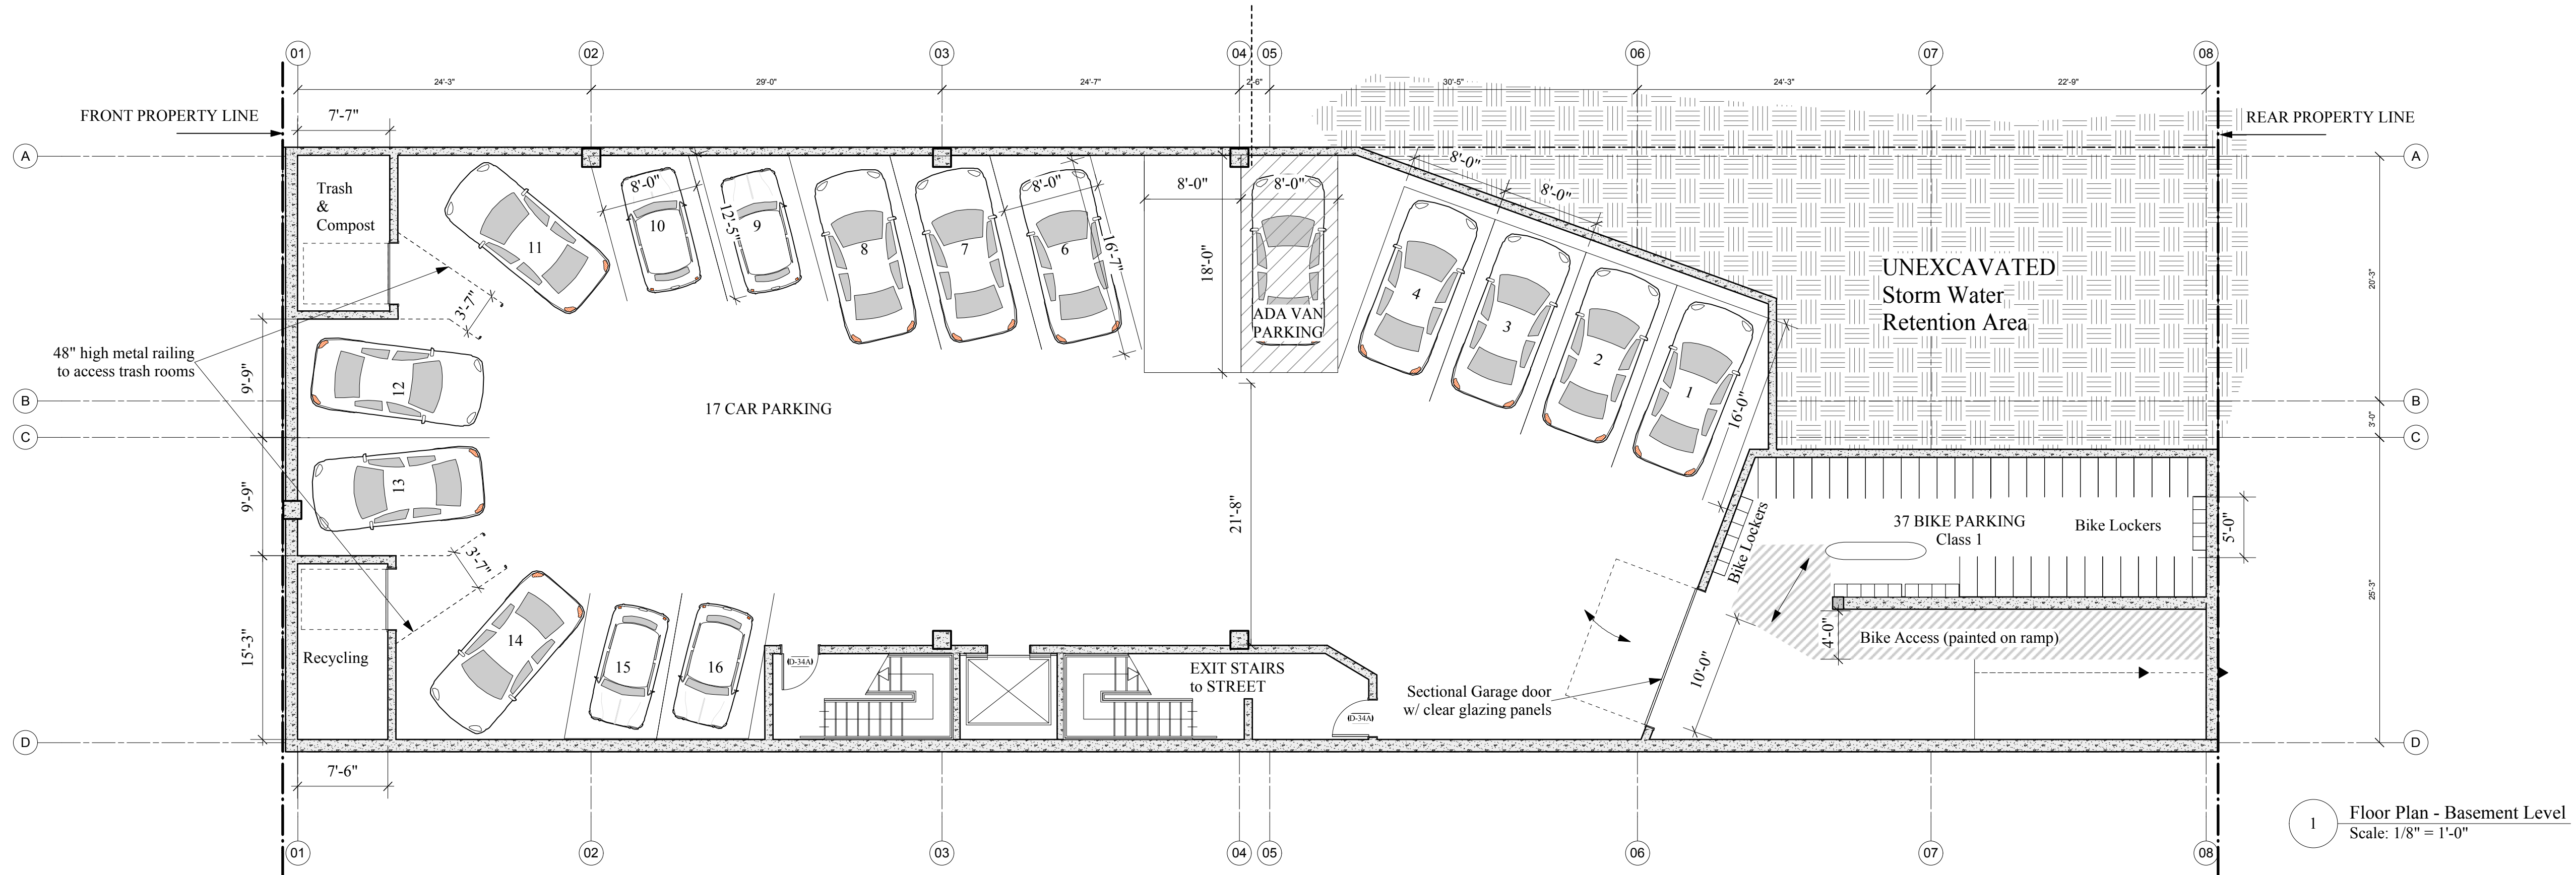 01
02
03
04
05
06
07
08
24'-3"
29'-0"
24'-7"
2'-6"
30'-5"
24'-3"
22'-9"
FRONT PROPERTY LINE
7'-7"
REAR PROPERTY LINE
A
A
Trash
&
Compost
11
8'-0"
10
12'-5"
9
8
7
8'-0"
6
16'-7"
8'-0"
18'-0"
8'-0"
ADA VAN
PARKING
8'-0"
8'-0"
4
3
2
1
16'-0"
UNEXCAVATED
Storm Water
Retention Area
20'-3"
3'-7"
48" high metal railing
to access trash rooms
9'-9"
12
B
17 CAR PARKING
B
3'-0"
C
C
9'-9"
13
21'-8"
Bike Lockers
37 BIKE PARKING
Class 1
Bike Lockers
5'-0"
3'-7"
25'-3"
15'-3"
Recycling
14
15
16
(D-34A)
EXIT STAIRS
to STREET
(D-34A)
Sectional Garage door
w/ clear glazing panels
10'-0"
4'-0"
Bike Access (painted on ramp)
D
D
7'-6"
01
02
03
04
05
06
07
08
1
Floor Plan - Basement Level
Scale: 1/8" = 1'-0"